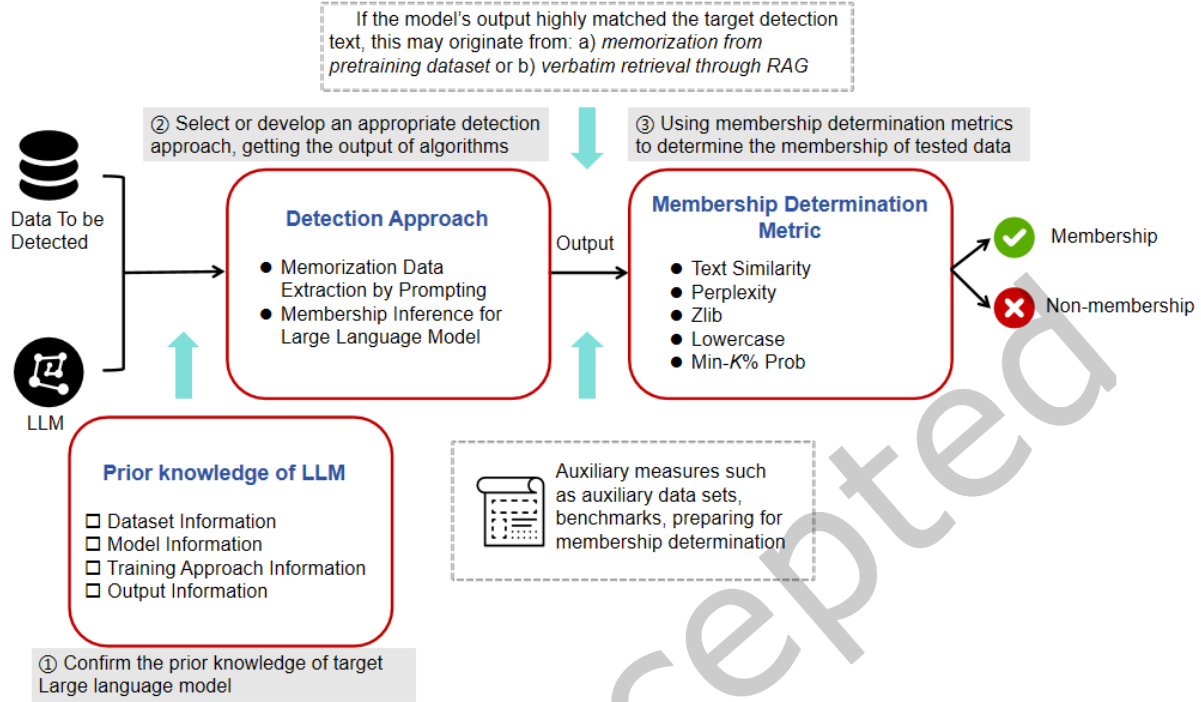 If the model's output highly matched the target detection
text, this may originate from: a) memorization from
pretraining dataset or b) verbatim retrieval through RAG
② Select or develop an appropriate detection
approach, getting the output of algorithms
③ Using membership determination metrics
to determine the membership of tested data
Data To be
Detected
LLM
Detection Approach
● Memorization Data
Extraction by Prompting
● Membership Inference for
Large Language Model
Output
Membership Determination
Metric
● Text Similarity
● Perplexity
● Zlib
● Lowercase
● Min-K% Prob
Membership
Non-membership
Prior knowledge of LLM
□ Dataset Information
□ Model Information
□ Training Approach Information
□ Output Information
① Confirm the prior knowledge of target
Large language model
Auxiliary measures such
as auxiliary data sets,
benchmarks, preparing for
membership determination
cepted